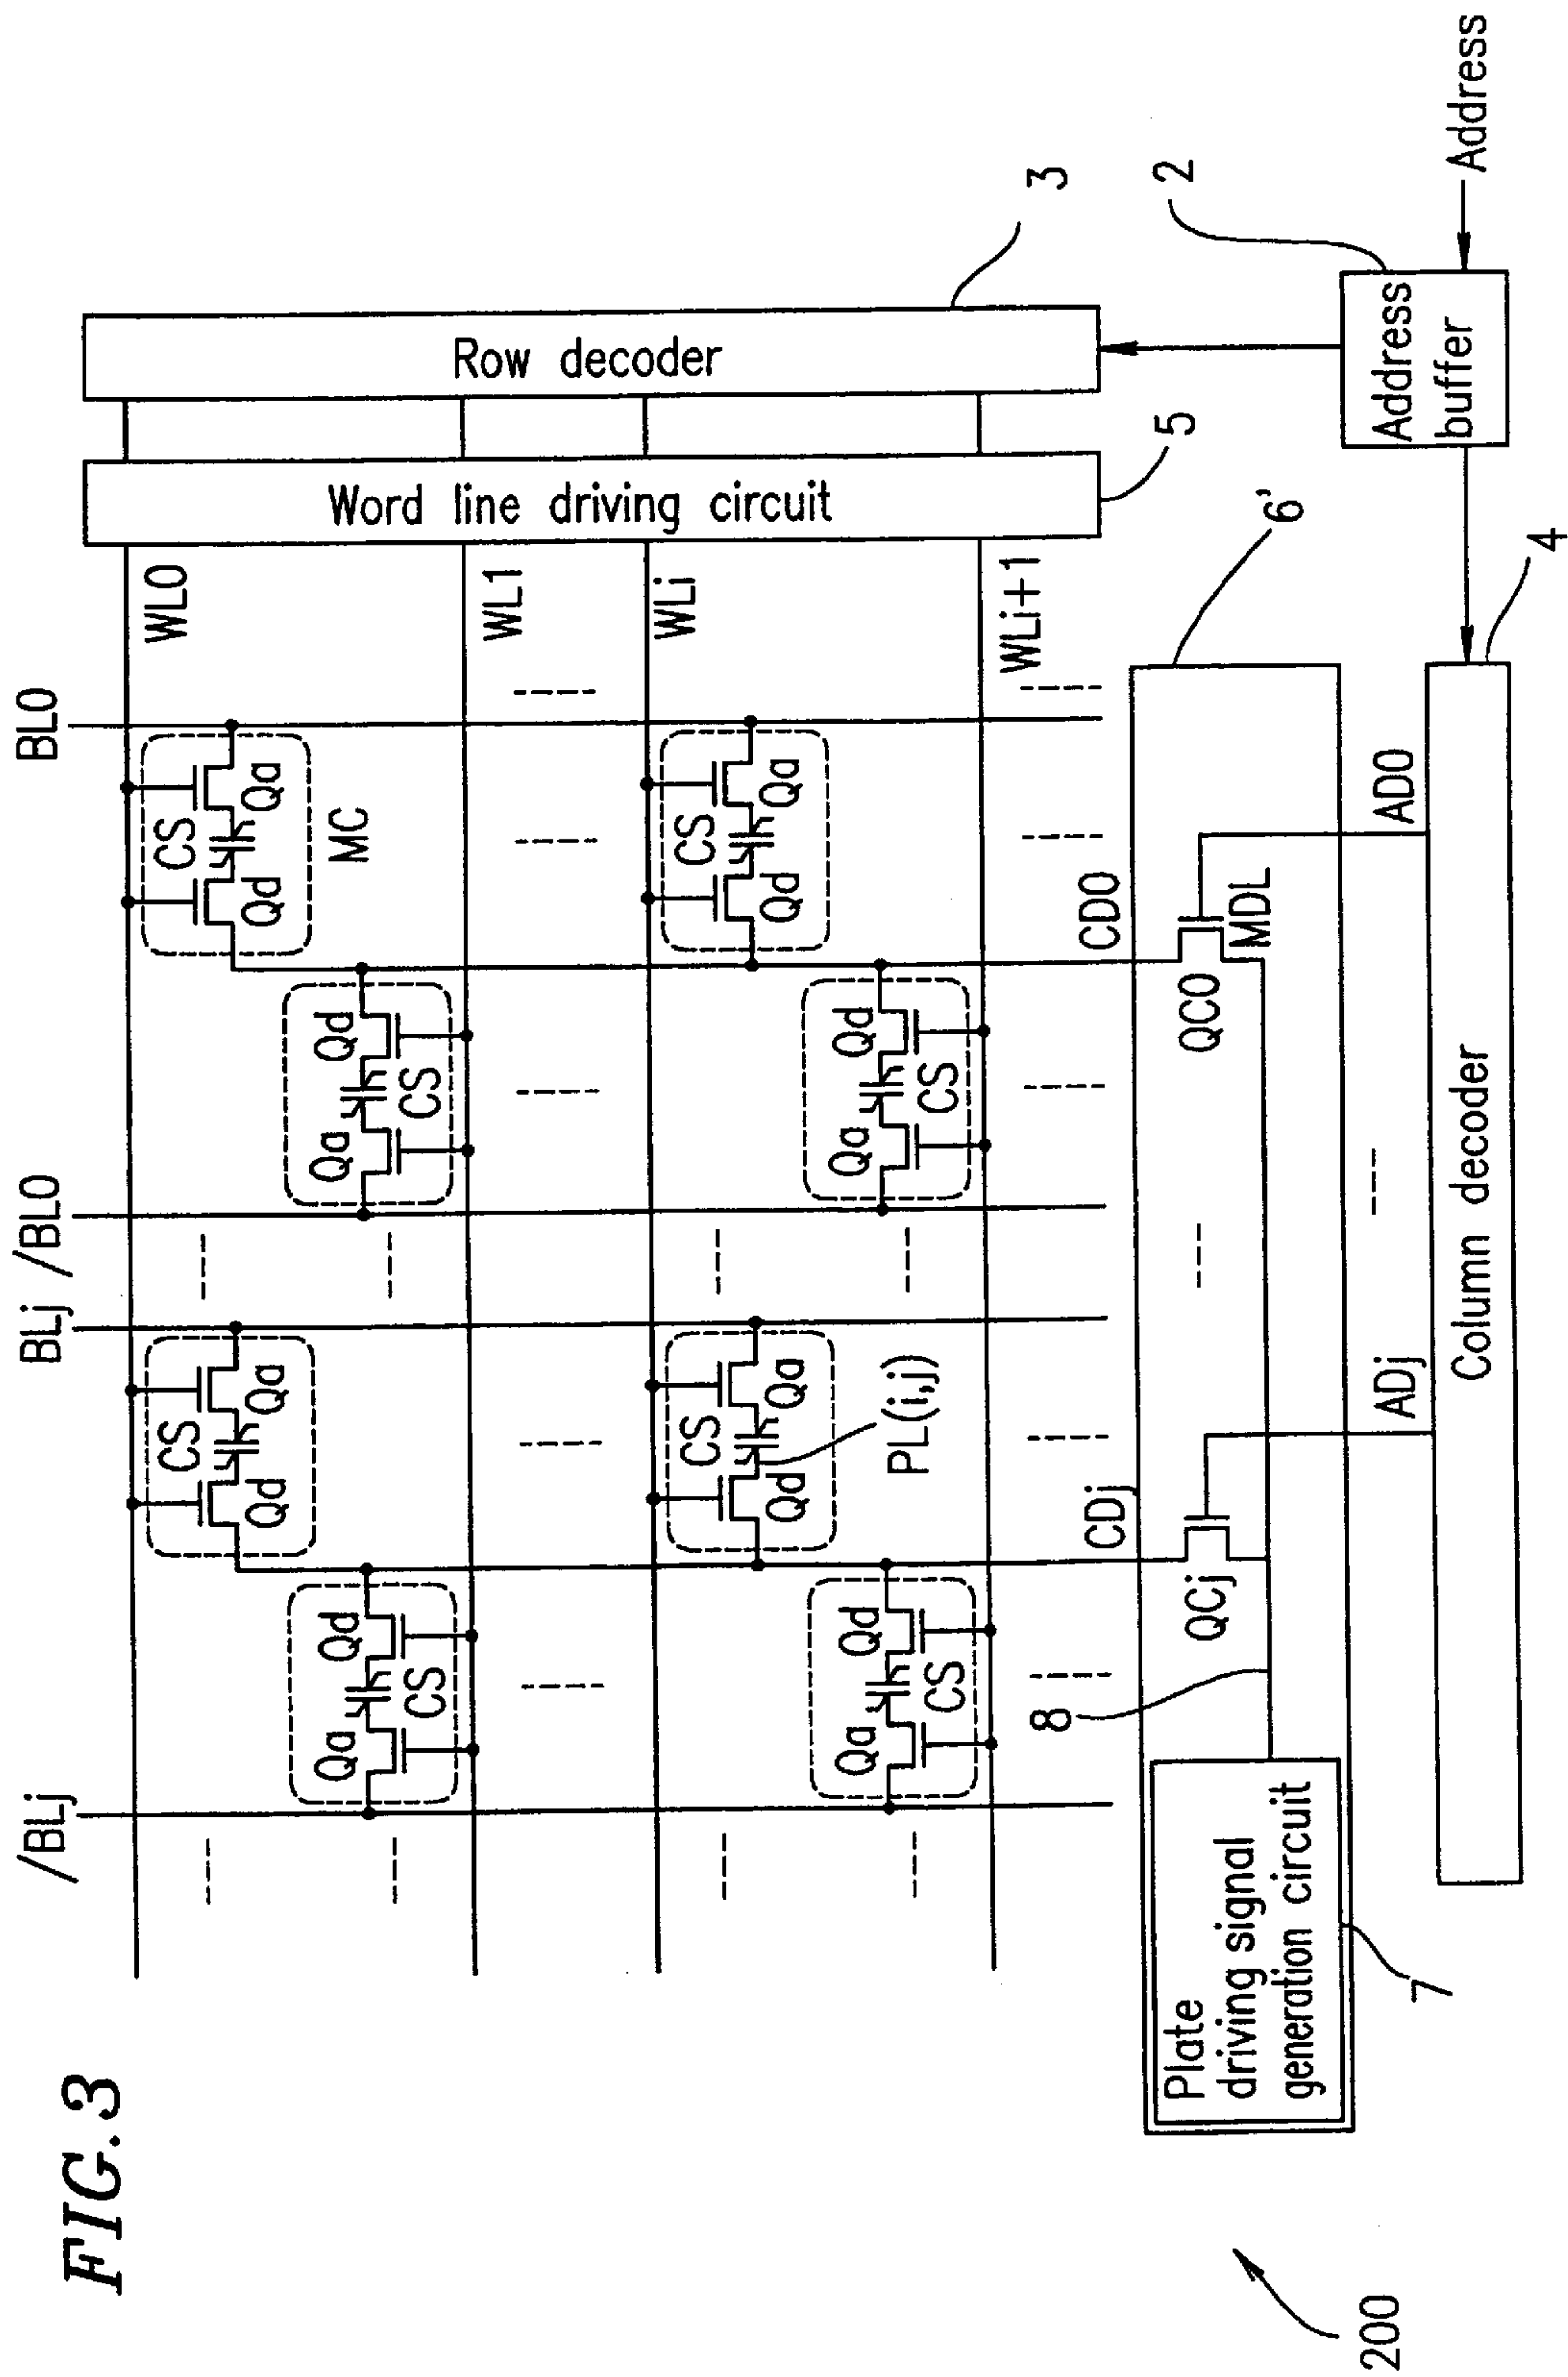 FIG.3
200
/BLj
BLj
/BL0
BL0
WL0
WL1
WLi
WLi+1
Word line driving circuit
5
Row decoder
3
Qd
CS
Qa
Qd
CS
Qa
MC
Qa
CS
Qd
Qa
CS
Qd
Qd
CS
Qa
Qd
CS
Qa
PL(i,j)
Qa
CS
Qd
Qa
CS
Qd
8
CDj
CD0
QCj
QC0
MDL
6'
Plate
driving signal
generation circuit
7
ADj
AD0
Column decoder
4
Address
buffer
2
Address